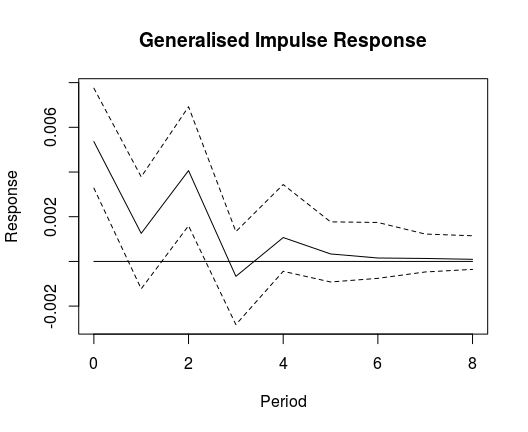 Generalised Impulse Response
Response
0.006
0.002
-0.002
0 2 4 6 8
Period